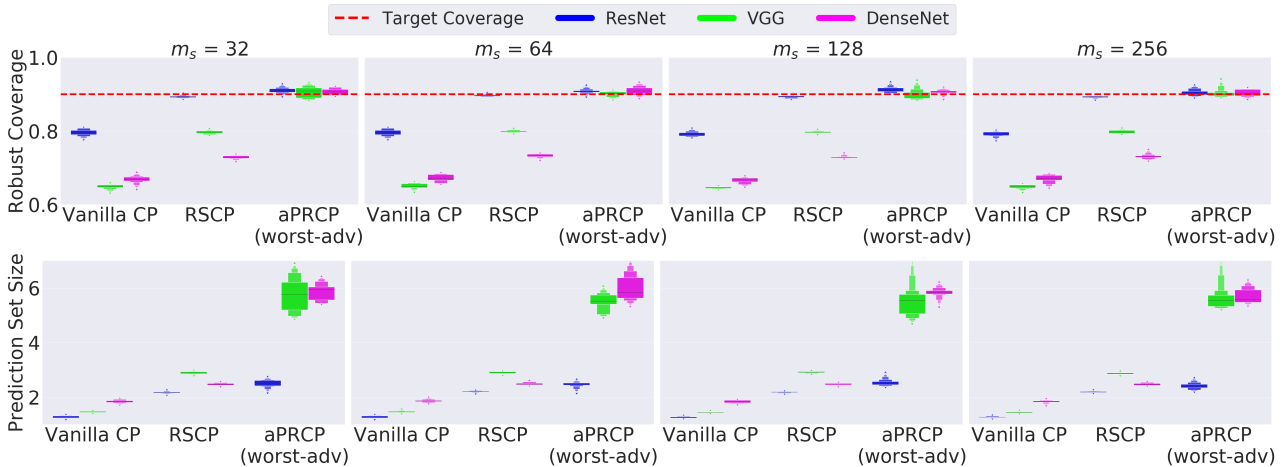 Target Coverage ResNet VGG DenseNet
m_s = 32 m_s = 64 m_s = 128 m_s = 256
Robust Coverage
1.0
0.8
0.6
Vanilla CP RSCP aPRCP (worst-adv) Vanilla CP RSCP aPRCP (worst-adv) Vanilla CP RSCP aPRCP (worst-adv) Vanilla CP RSCP aPRCP (worst-adv)
Prediction Set Size
6
4
2
Vanilla CP RSCP aPRCP (worst-adv) Vanilla CP RSCP aPRCP (worst-adv) Vanilla CP RSCP aPRCP (worst-adv) Vanilla CP RSCP aPRCP (worst-adv)